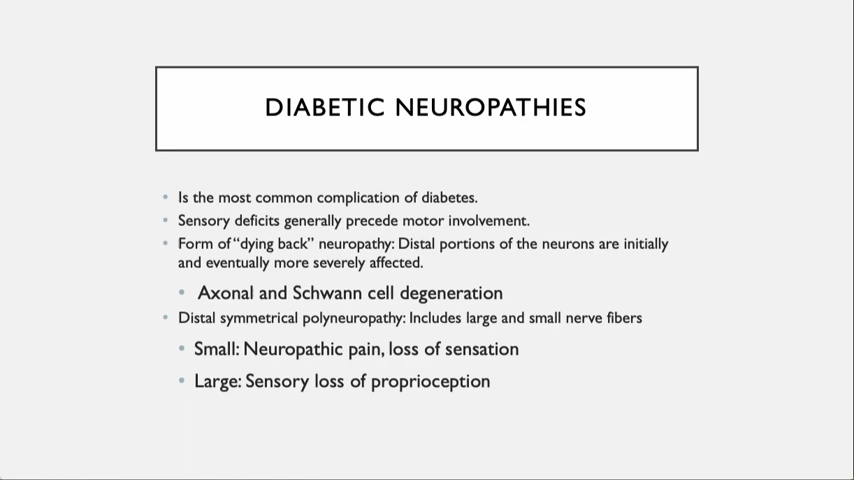 DIABETIC NEUROPATHIES
• Is the most common complication of diabetes.
• Sensory deficits generally precede motor involvement.
• Form of “dying back” neuropathy: Distal portions of the neurons are initially
and eventually more severely affected.
• Axonal and Schwann cell degeneration
• Distal symmetrical polyneuropathy: Includes large and small nerve fibers
• Small: Neuropathic pain, loss of sensation
• Large: Sensory loss of proprioception